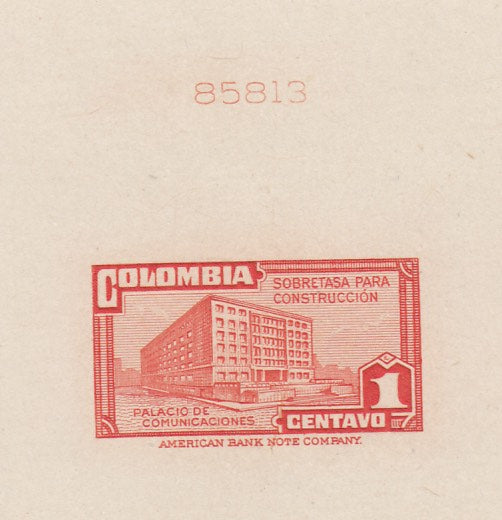 85813
COLOMBIA
SOBRETASA PARA
CONSTRUCCIÓN
PALACIO DE
COMUNICACIONES
1
CENTAVO
AMERICAN BANK NOTE COMPANY.